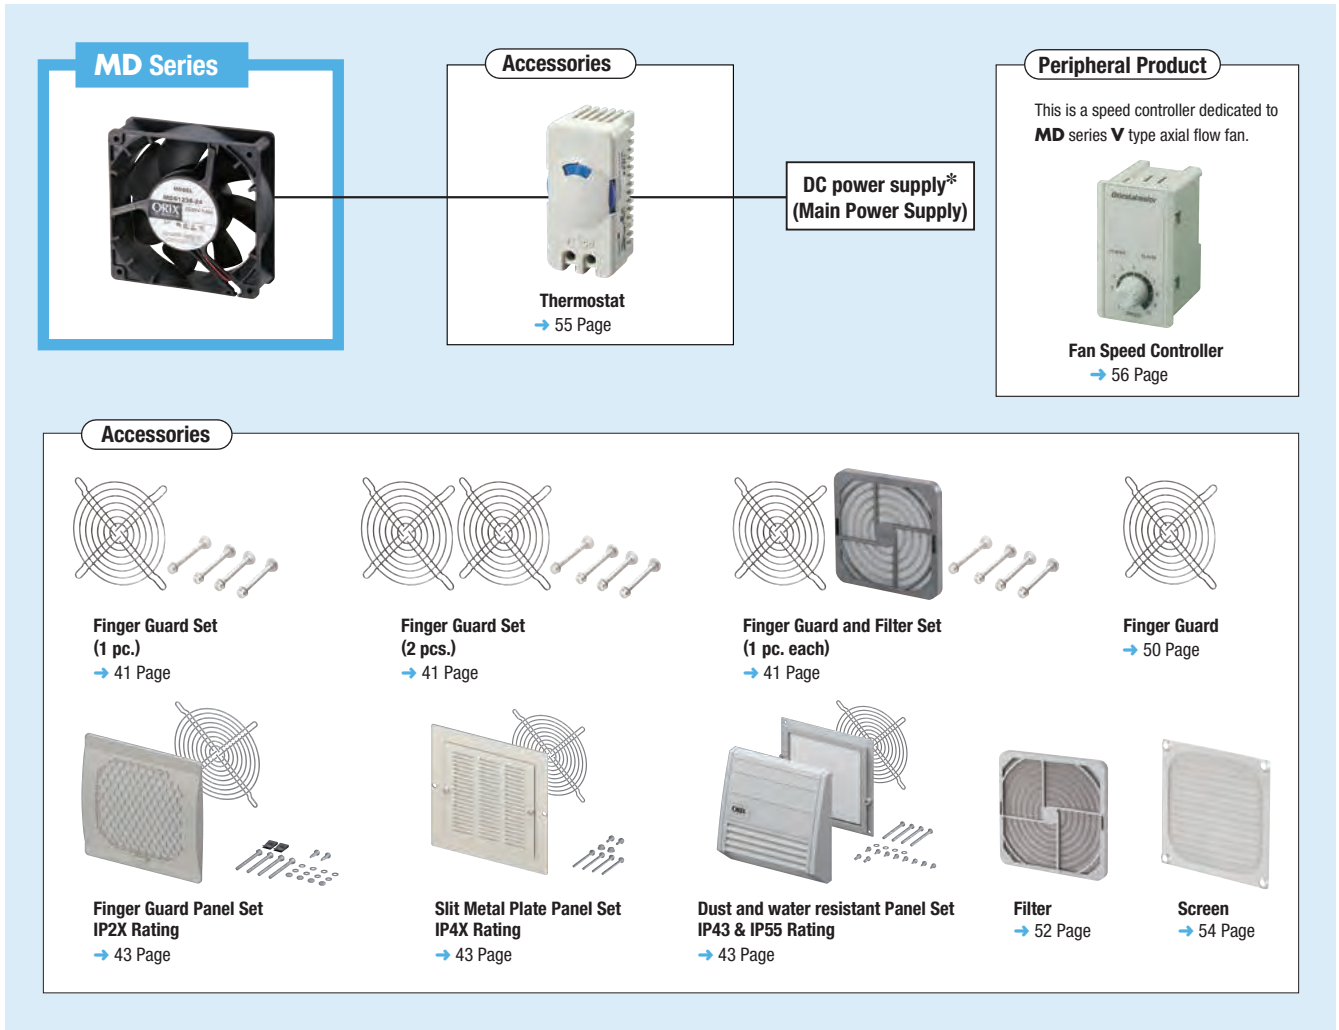 MD Series
MODEL
ORIX
Accessories
Thermostat
→ 55 Page
DC power supply*
(Main Power Supply)
Peripheral Product
This is a speed controller dedicated to
MD series V type axial flow fan.
Orientalmotor
Fan Speed Controller
→ 56 Page
Accessories
Finger Guard Set
(1 pc.)
→ 41 Page
Finger Guard Set
(2 pcs.)
→ 41 Page
Finger Guard and Filter Set
(1 pc. each)
→ 41 Page
Finger Guard
→ 50 Page
ORIX
Finger Guard Panel Set
IP2X Rating
→ 43 Page
Slit Metal Plate Panel Set
IP4X Rating
→ 43 Page
Dust and water resistant Panel Set
IP43 & IP55 Rating
→ 43 Page
Filter
→ 52 Page
Screen
→ 54 Page